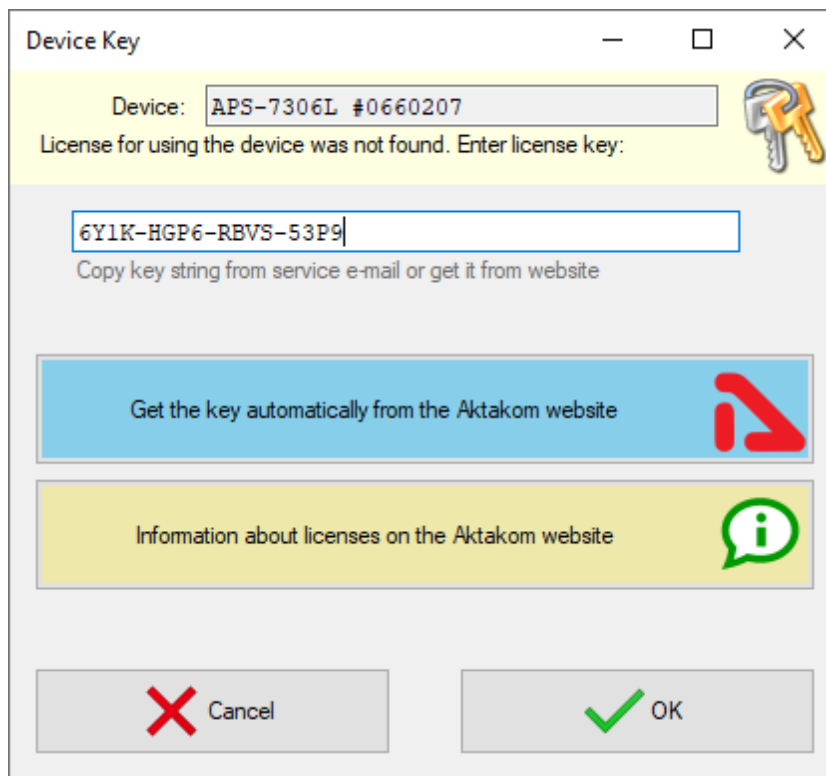 Device Key
Device: APS-7306L #0660207
License for using the device was not found. Enter license key:
6Y1K-HGP6-RBVS-53P9
Copy key string from service e-mail or get it from website
Get the key automatically from the Aktakom website
Information about licenses on the Aktakom website
Cancel
OK